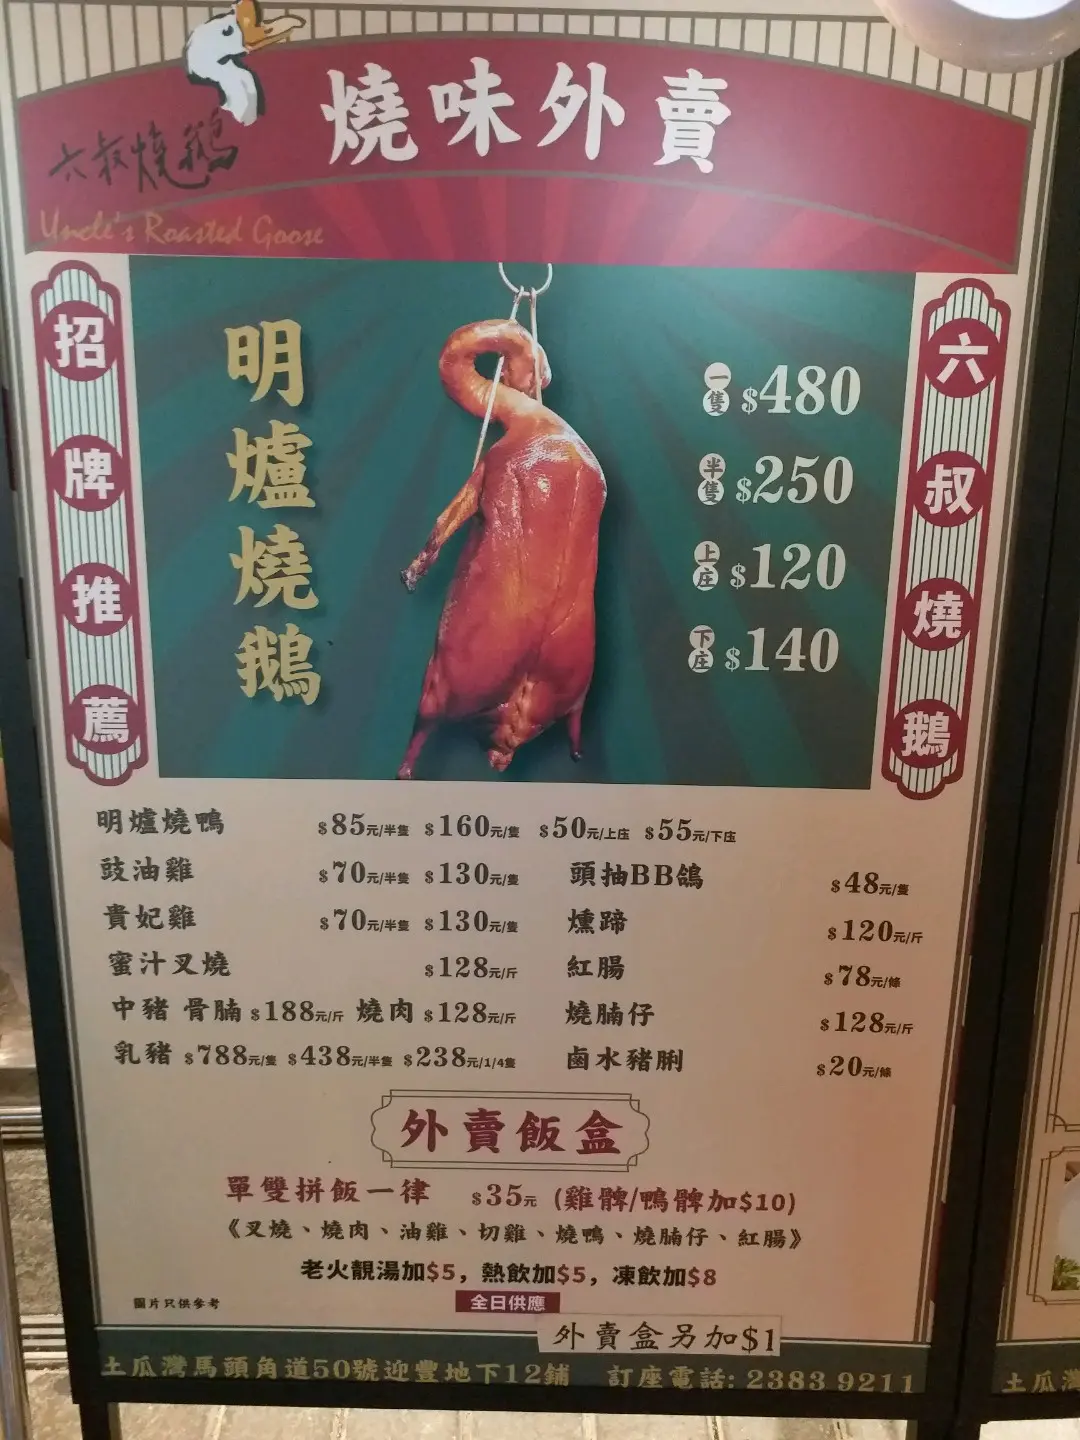 燒味外賣
六叔燒鵝
Uncle's Roasted Goose
招牌推薦
明爐燒鵝
一隻 $480
半隻 $250
上庄 $120
下庄 $140
六叔燒鵝
明爐燒鴨 $85元/半隻 $160元/隻 $50元/上庄 $55元/下庄
豉油雞 $70元/半隻 $130元/隻 頭抽BB鴿 $48元/隻
貴妃雞 $70元/半隻 $130元/隻 燻蹄 $120元/斤
蜜汁叉燒 $128元/斤 紅腸 $78元/條
中豬 骨腩 $188元/斤 燒肉 $128元/斤 燒腩仔 $128元/斤
乳豬 $788元/隻 $438元/半隻 $238元/1/4隻 鹵水豬脷 $20元/條
外賣飯盒
單雙拼飯一律 $35元 (雞髀/鴨髀加$10)
《叉燒、燒肉、油雞、切雞、燒鴨、燒腩仔、紅腸》
老火靚湯加$5，熱飲加$5，凍飲加$8
圖片只供參考
全日供應
外賣盒另加$1
土瓜灣馬頭角道50號迎豐地下12鋪 訂座電話: 2383 9211
土瓜灣